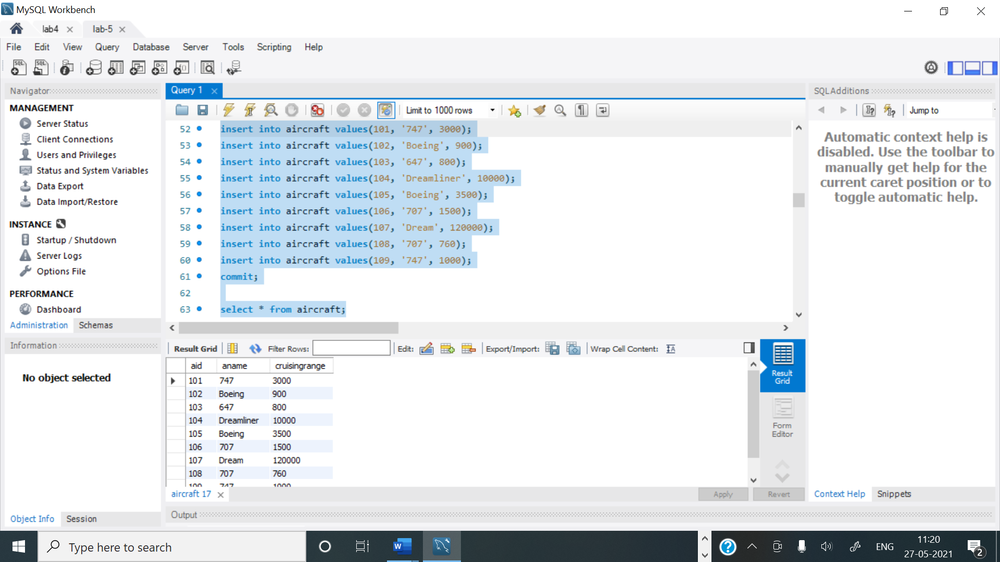 MySQL Workbench
lab4
lab-5
File Edit View Query Database Server Tools Scripting Help
Navigator
MANAGEMENT
Server Status
Client Connections
Users and Privileges
Status and System Variables
Data Export
Data Import/Restore
INSTANCE
Startup / Shutdown
Server Logs
Options File
PERFORMANCE
Dashboard
Administration Schemas
Information
No object selected
Object Info Session
Query 1
Limit to 1000 rows
52 insert into aircraft values(101, '747', 3000);
53 insert into aircraft values(102, 'Boeing', 900);
54 insert into aircraft values(103, '647', 800);
55 insert into aircraft values(104, 'Dreamliner', 10000);
56 insert into aircraft values(105, 'Boeing', 3500);
57 insert into aircraft values(106, '707', 1500);
58 insert into aircraft values(107, 'Dream', 120000);
59 insert into aircraft values(108, '707', 760);
60 insert into aircraft values(109, '747', 1000);
61 commit;
62
63 select * from aircraft;
Result Grid Filter Rows: Edit: Export/Import: Wrap Cell Content:
aid aname cruisingrange
101 747 3000
102 Boeing 900
103 647 800
104 Dreamliner 10000
105 Boeing 3500
106 707 1500
107 Dream 120000
108 707 760
109 747 1000
Result
Grid
Form
Editor
aircraft 17
Apply Revert
Output
SQLAdditions
Jump to
Automatic context help is
disabled. Use the toolbar to
manually get help for the
current caret position or to
toggle automatic help.
Context Help Snippets
Type here to search
ENG
11:20
27-05-2021
2